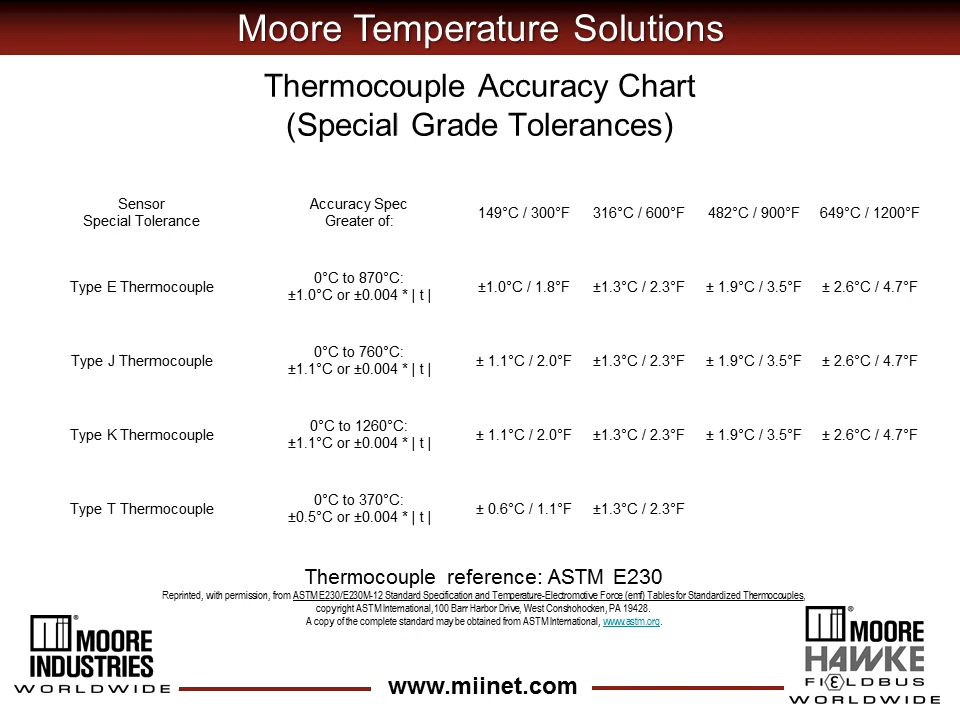 Moore Temperature Solutions
Thermocouple Accuracy Chart
(Special Grade Tolerances)
Sensor
Special Tolerance
Accuracy Spec
Greater of:
149°C / 300°F 316°C / 600°F 482°C / 900°F 649°C / 1200°F
Type E Thermocouple
0°C to 870°C:
±1.0°C or ±0.004 * | t |
±1.0°C / 1.8°F ±1.3°C / 2.3°F ± 1.9°C / 3.5°F ± 2.6°C / 4.7°F
Type J Thermocouple
0°C to 760°C:
±1.1°C or ±0.004 * | t |
± 1.1°C / 2.0°F ±1.3°C / 2.3°F ± 1.9°C / 3.5°F ± 2.6°C / 4.7°F
Type K Thermocouple
0°C to 1260°C:
±1.1°C or ±0.004 * | t |
± 1.1°C / 2.0°F ±1.3°C / 2.3°F ± 1.9°C / 3.5°F ± 2.6°C / 4.7°F
Type T Thermocouple
0°C to 370°C:
±0.5°C or ±0.004 * | t |
± 0.6°C / 1.1°F ±1.3°C / 2.3°F
Thermocouple reference: ASTM E230
Reprinted, with permission, from ASTM E230/E230M-12 Standard Specification and Temperature-Electromotive Force (emf) Tables for Standardized Thermocouples,
copyright ASTM International, 100 Barr Harbor Drive, West Conshohocken, PA 19428.
A copy of the complete standard may be obtained from ASTM International, www.astm.org.
® MOORE
INDUSTRIES
WORLDWIDE
www.miinet.com
® MOORE
HAWKE
FIELDBUS
WORLDWIDE